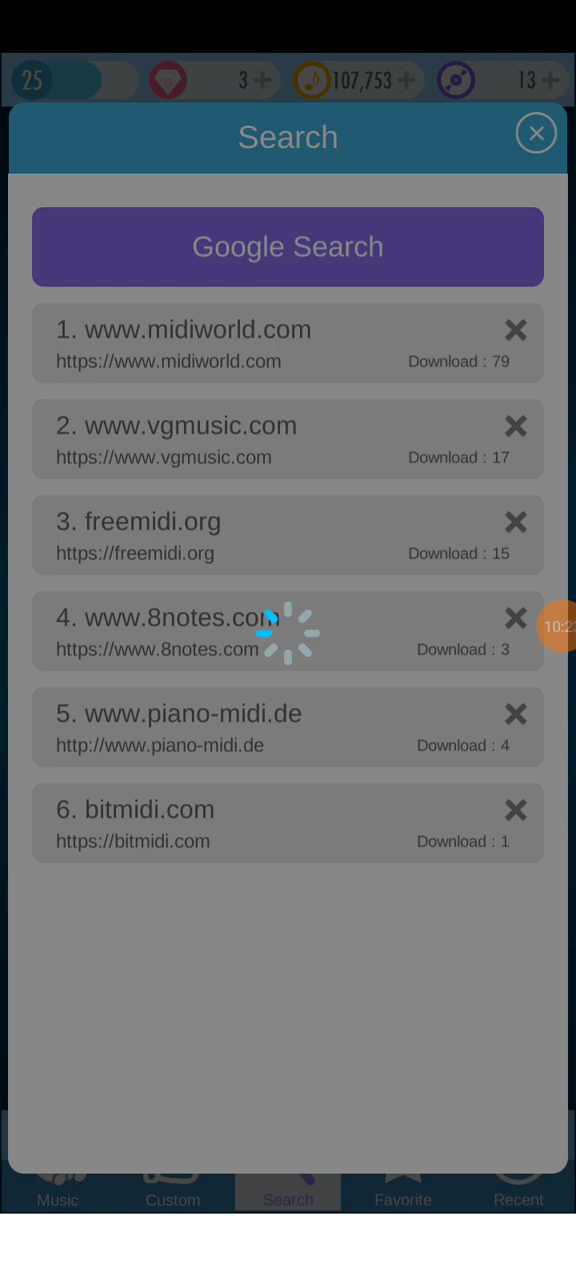 25
3
107,753
13
Search
Google Search
1. www.midiworld.com
https://www.midiworld.com
Download : 79
2. www.vgmusic.com
https://www.vgmusic.com
Download : 17
3. freemidi.org
https://freemidi.org
Download : 15
4. www.8notes.com
https://www.8notes.com
Download : 3
10:23
5. www.piano-midi.de
http://www.piano-midi.de
Download : 4
6. bitmidi.com
https://bitmidi.com
Download : 1
Music
Custom
Search
Favorite
Recent